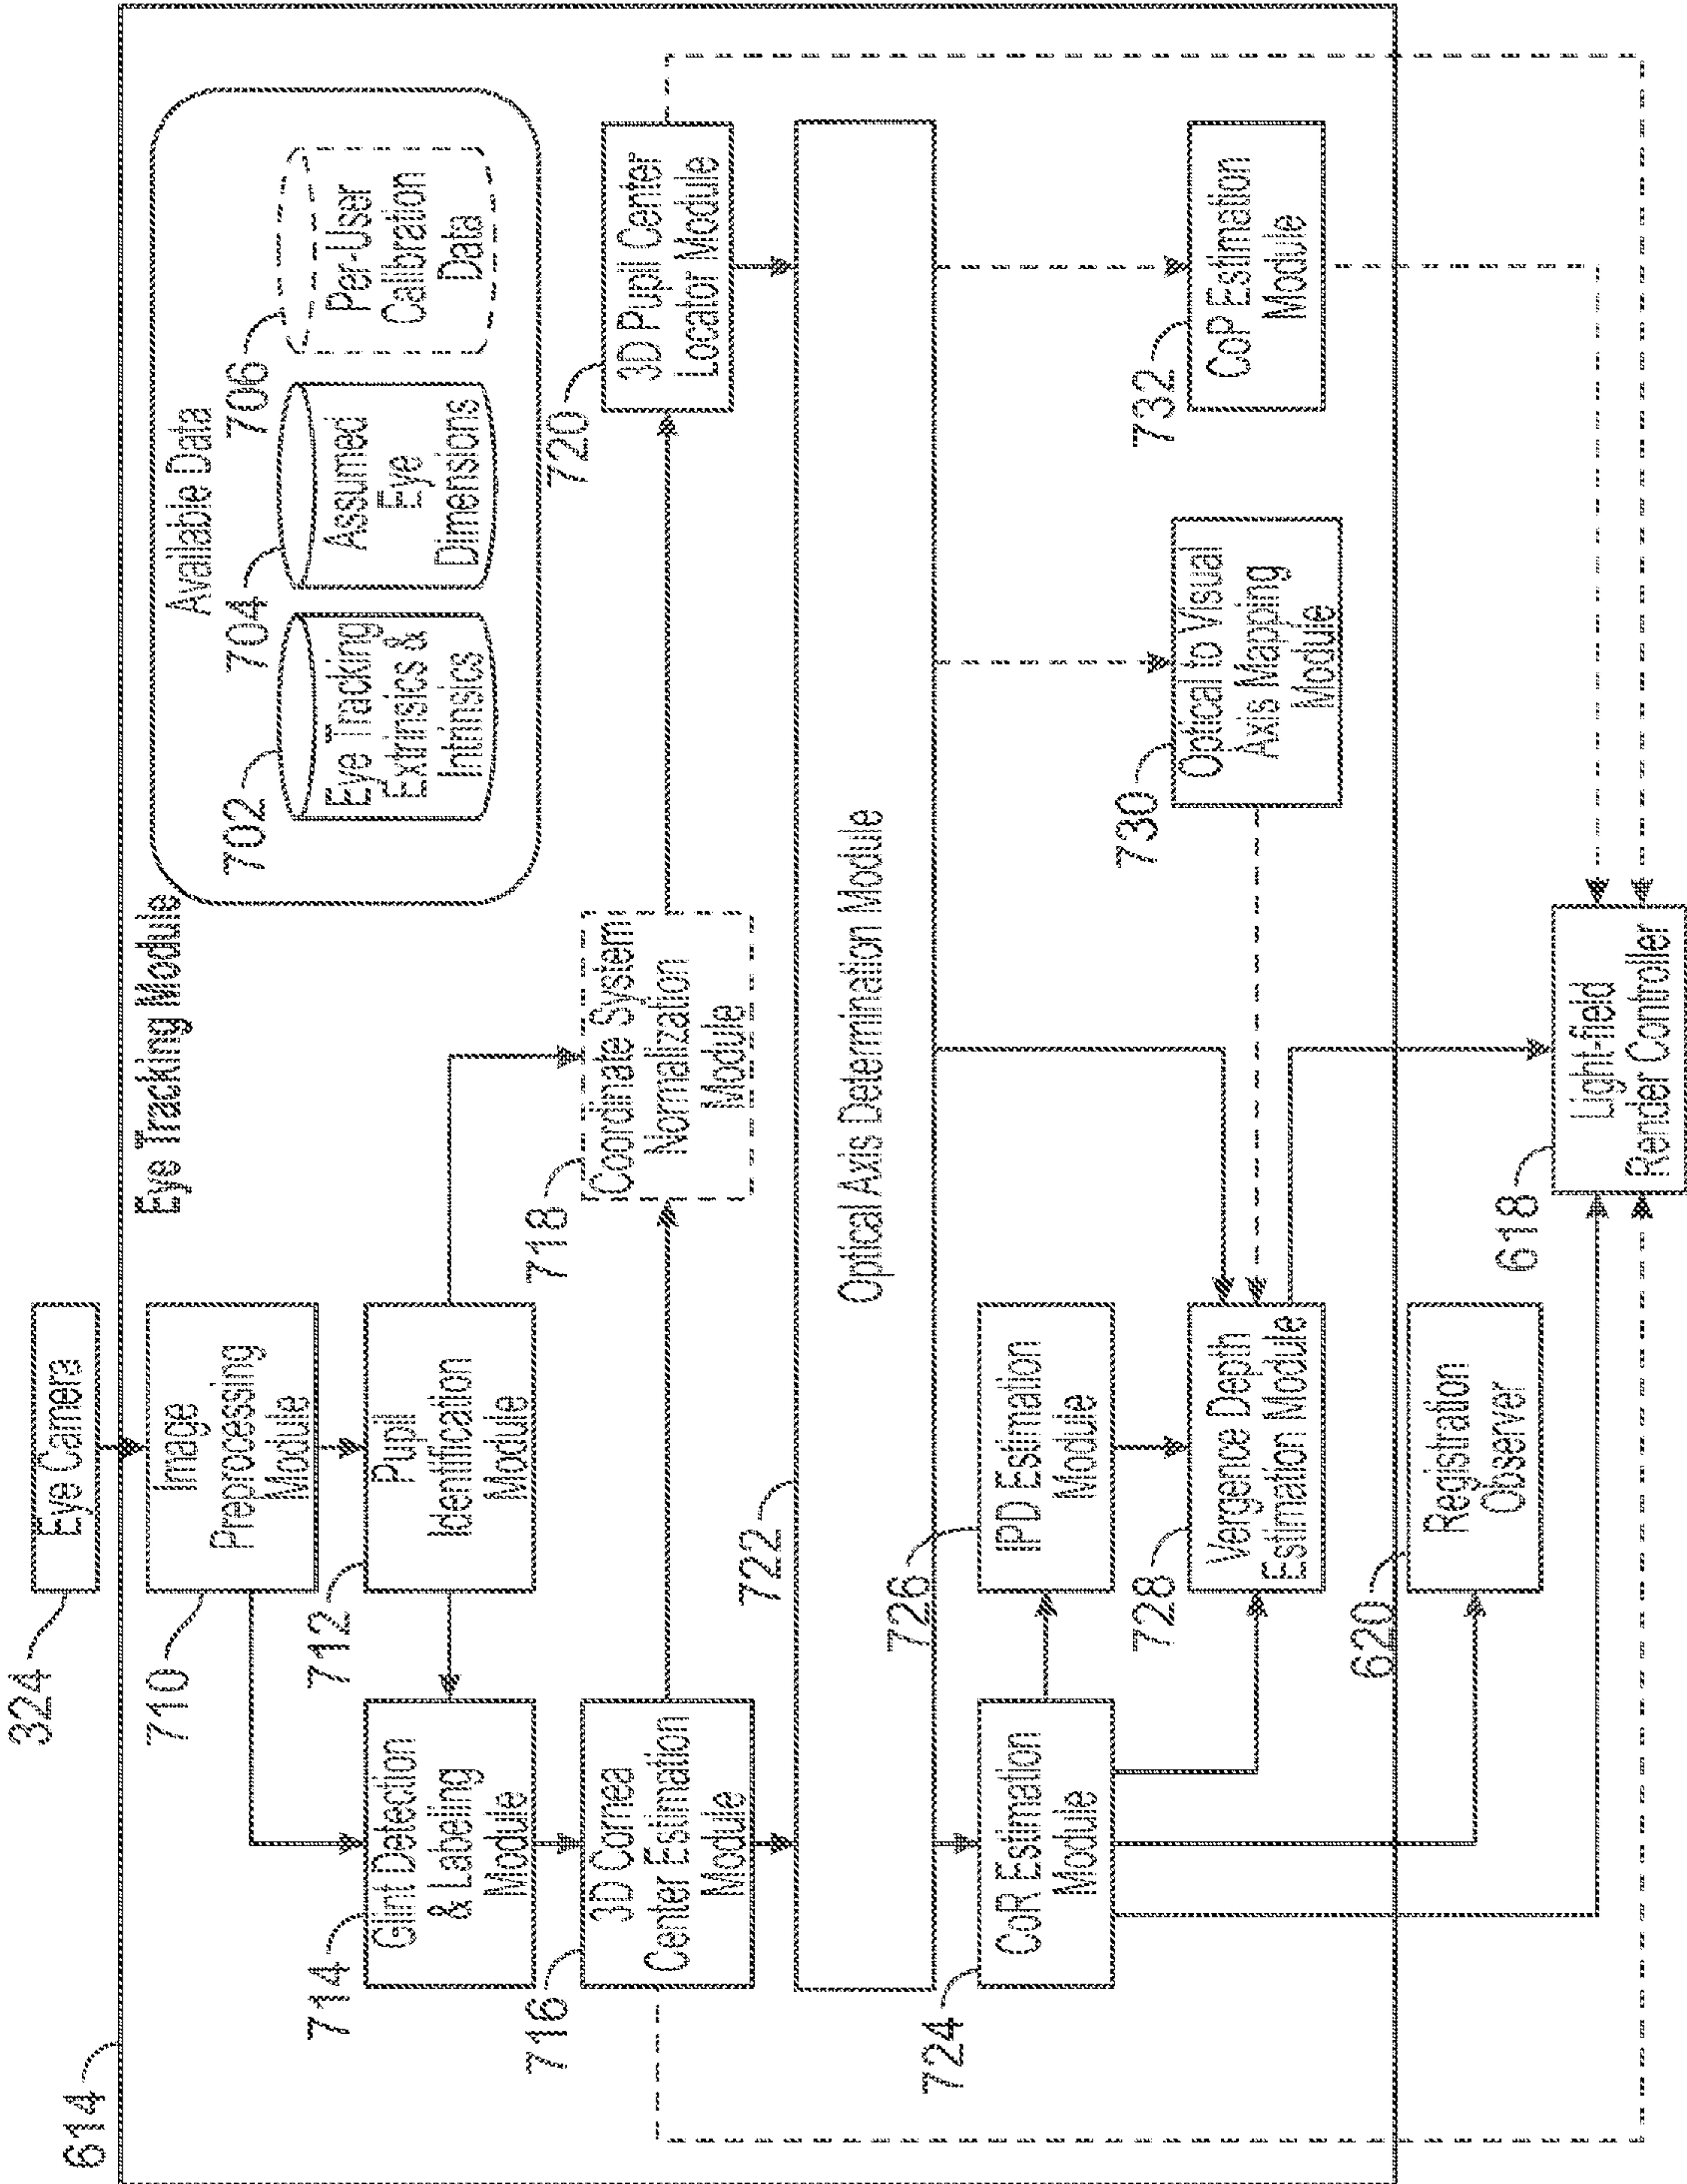 324
Eye Camera
614
Eye Tracking Module
Available Data
702
Eye Tracking
Extrinsics &
Intrinsics
704
Assumed
Eye
Dimensions
706
Per-User
Calibration
Data
710
Image
Preprocessing
Module
712
Pupil
Identification
Module
714
Glint Detection
& Labeling
Module
716
3D Cornea
Center Estimation
Module
718
Coordinate System
Normalization
Module
720
3D Pupil Center
Locator Module
722
Optical Axis Determination Module
724
CoR Estimation
Module
726
IPD Estimation
Module
728
Vergence Depth
Estimation Module
730
Optical to Visual
Axis Mapping
Module
732
CoP Estimation
Module
620
Registration
Observer
618
Light-field
Render Controller